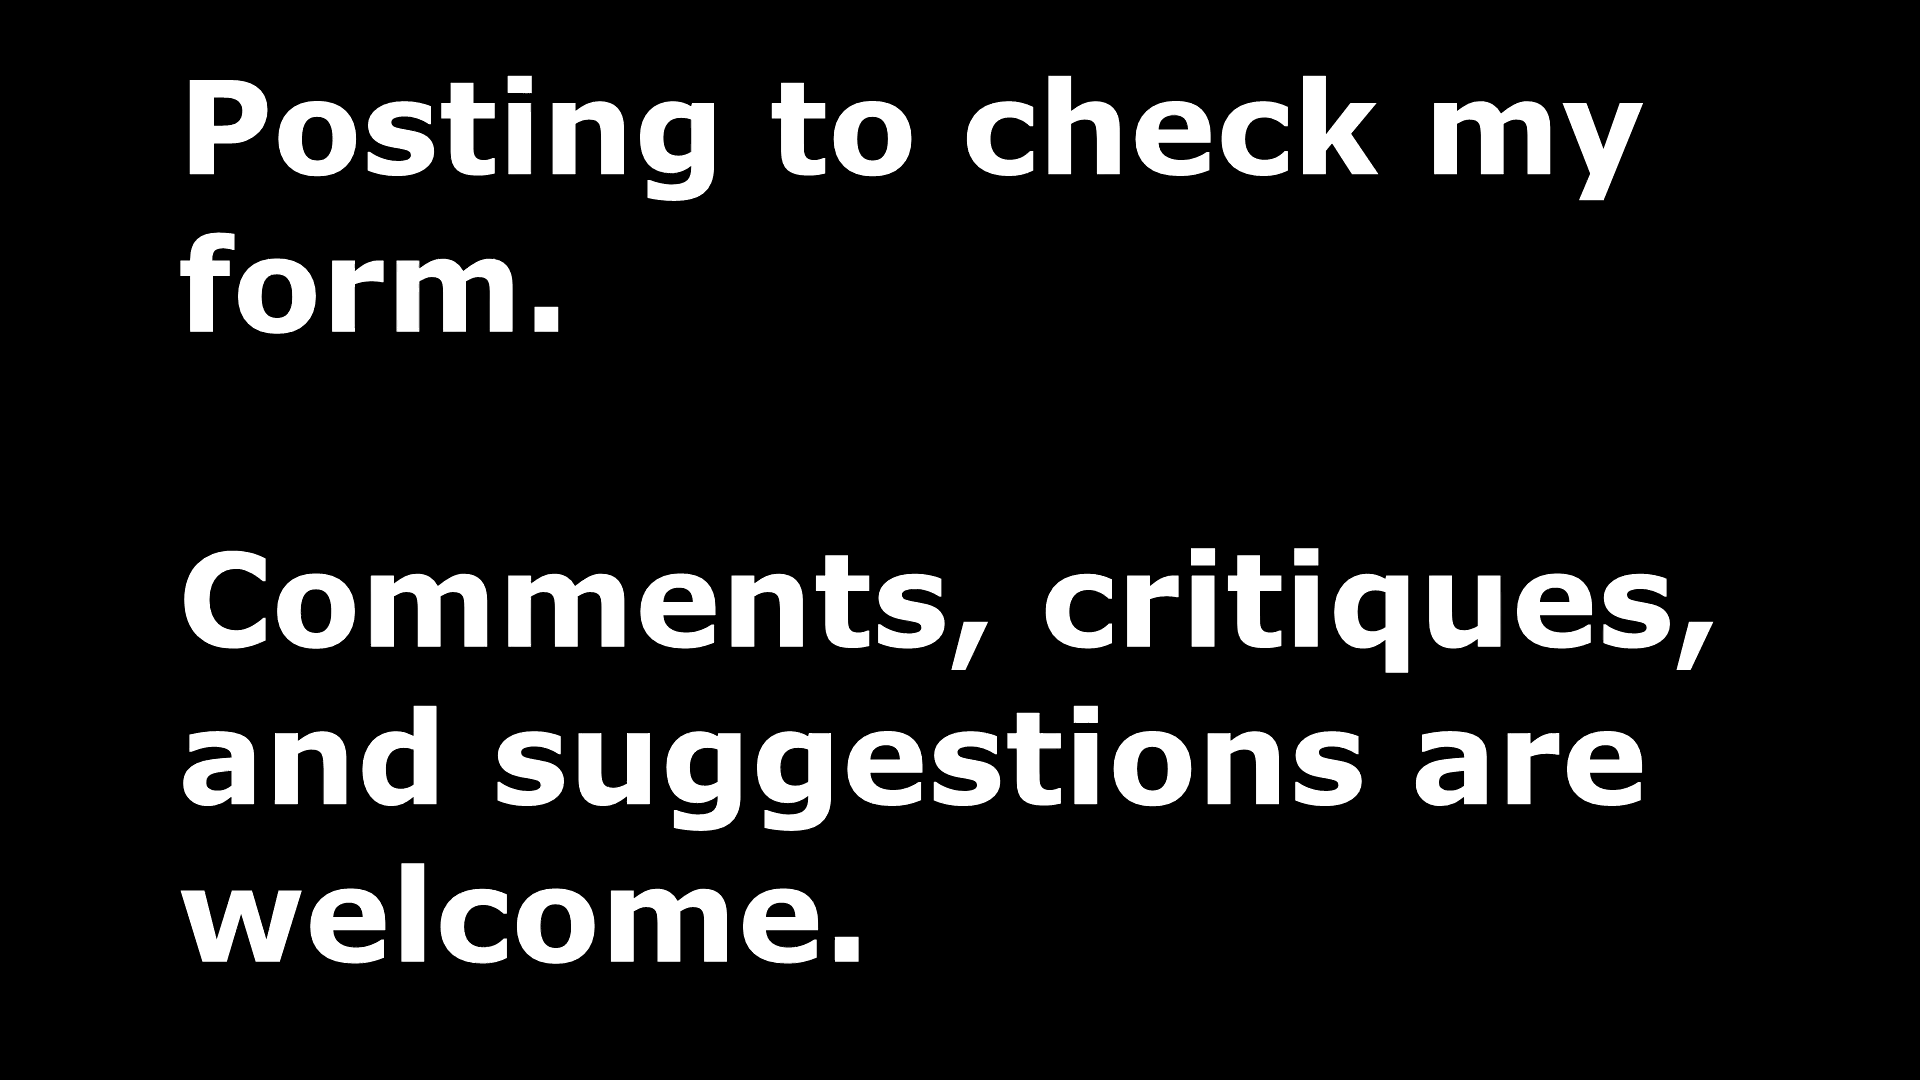 Posting to check my
form.
Comments, critiques,
and suggestions are
welcome.